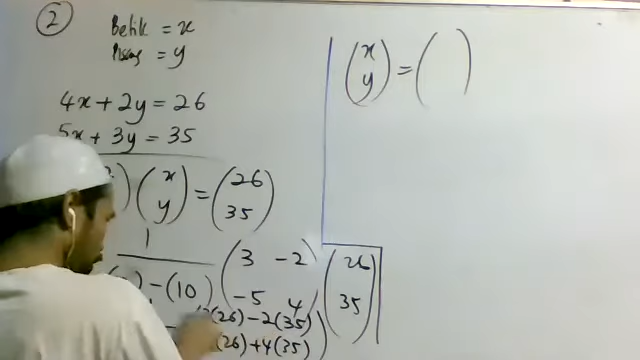 2
Betik = x
Pisang = y
4x + 2y = 26
5x + 3y = 35
(x y) = (26 35)
1
— (10)
(3 -2 -5 4) (26 35)
(26) - 2(35)
(26) + 4(35)
(x y) = ( )